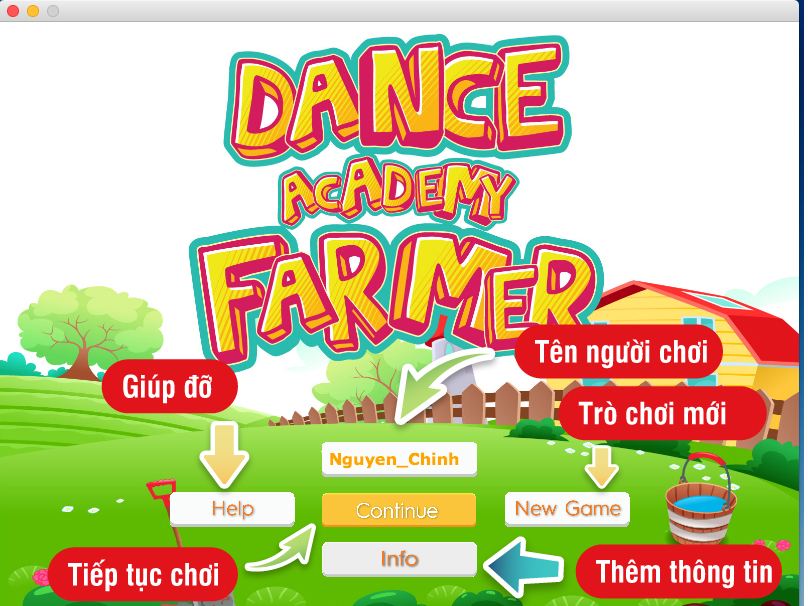 DANCE
ACADEMY
FARMER
Tên người chơi
Giúp đỡ
Trò chơi mới
Nguyen_Chinh
Help
Continue
New Game
Info
Tiếp tục chơi
Thêm thông tin